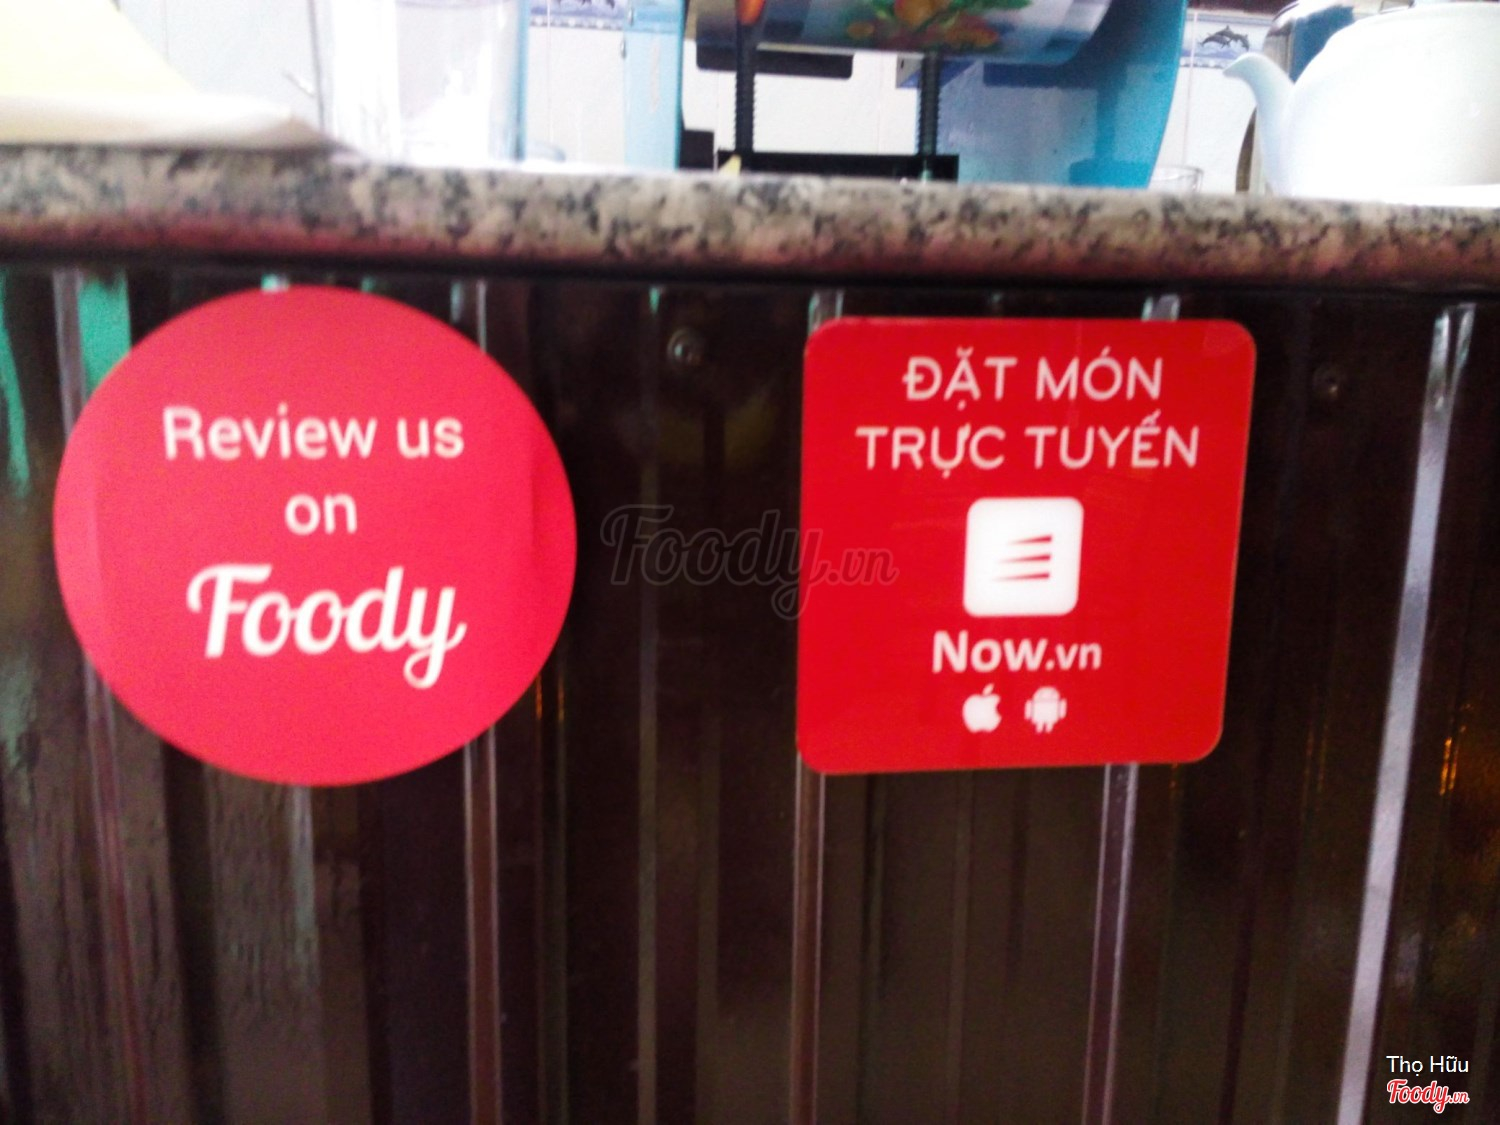 Review us
on
Foody
ĐẶT MÓN
TRỰC TUYẾN
Now.vn
Foody.vn
Thọ Hữu
Foody.vn